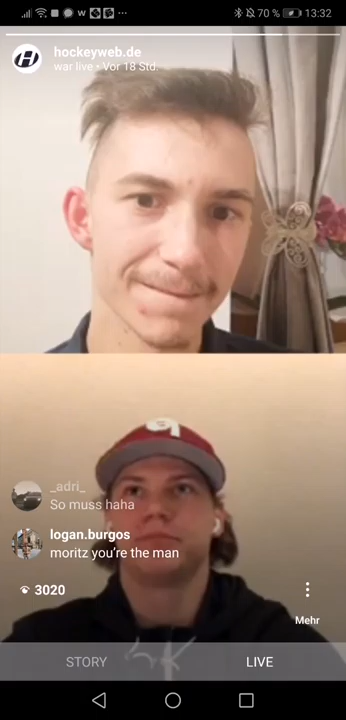 70 % 13:32
hockeyweb.de
war live • Vor 18 Std.
_adri_
So muss haha
logan.burgos
moritz you're the man
3020
Mehr
STORY LIVE